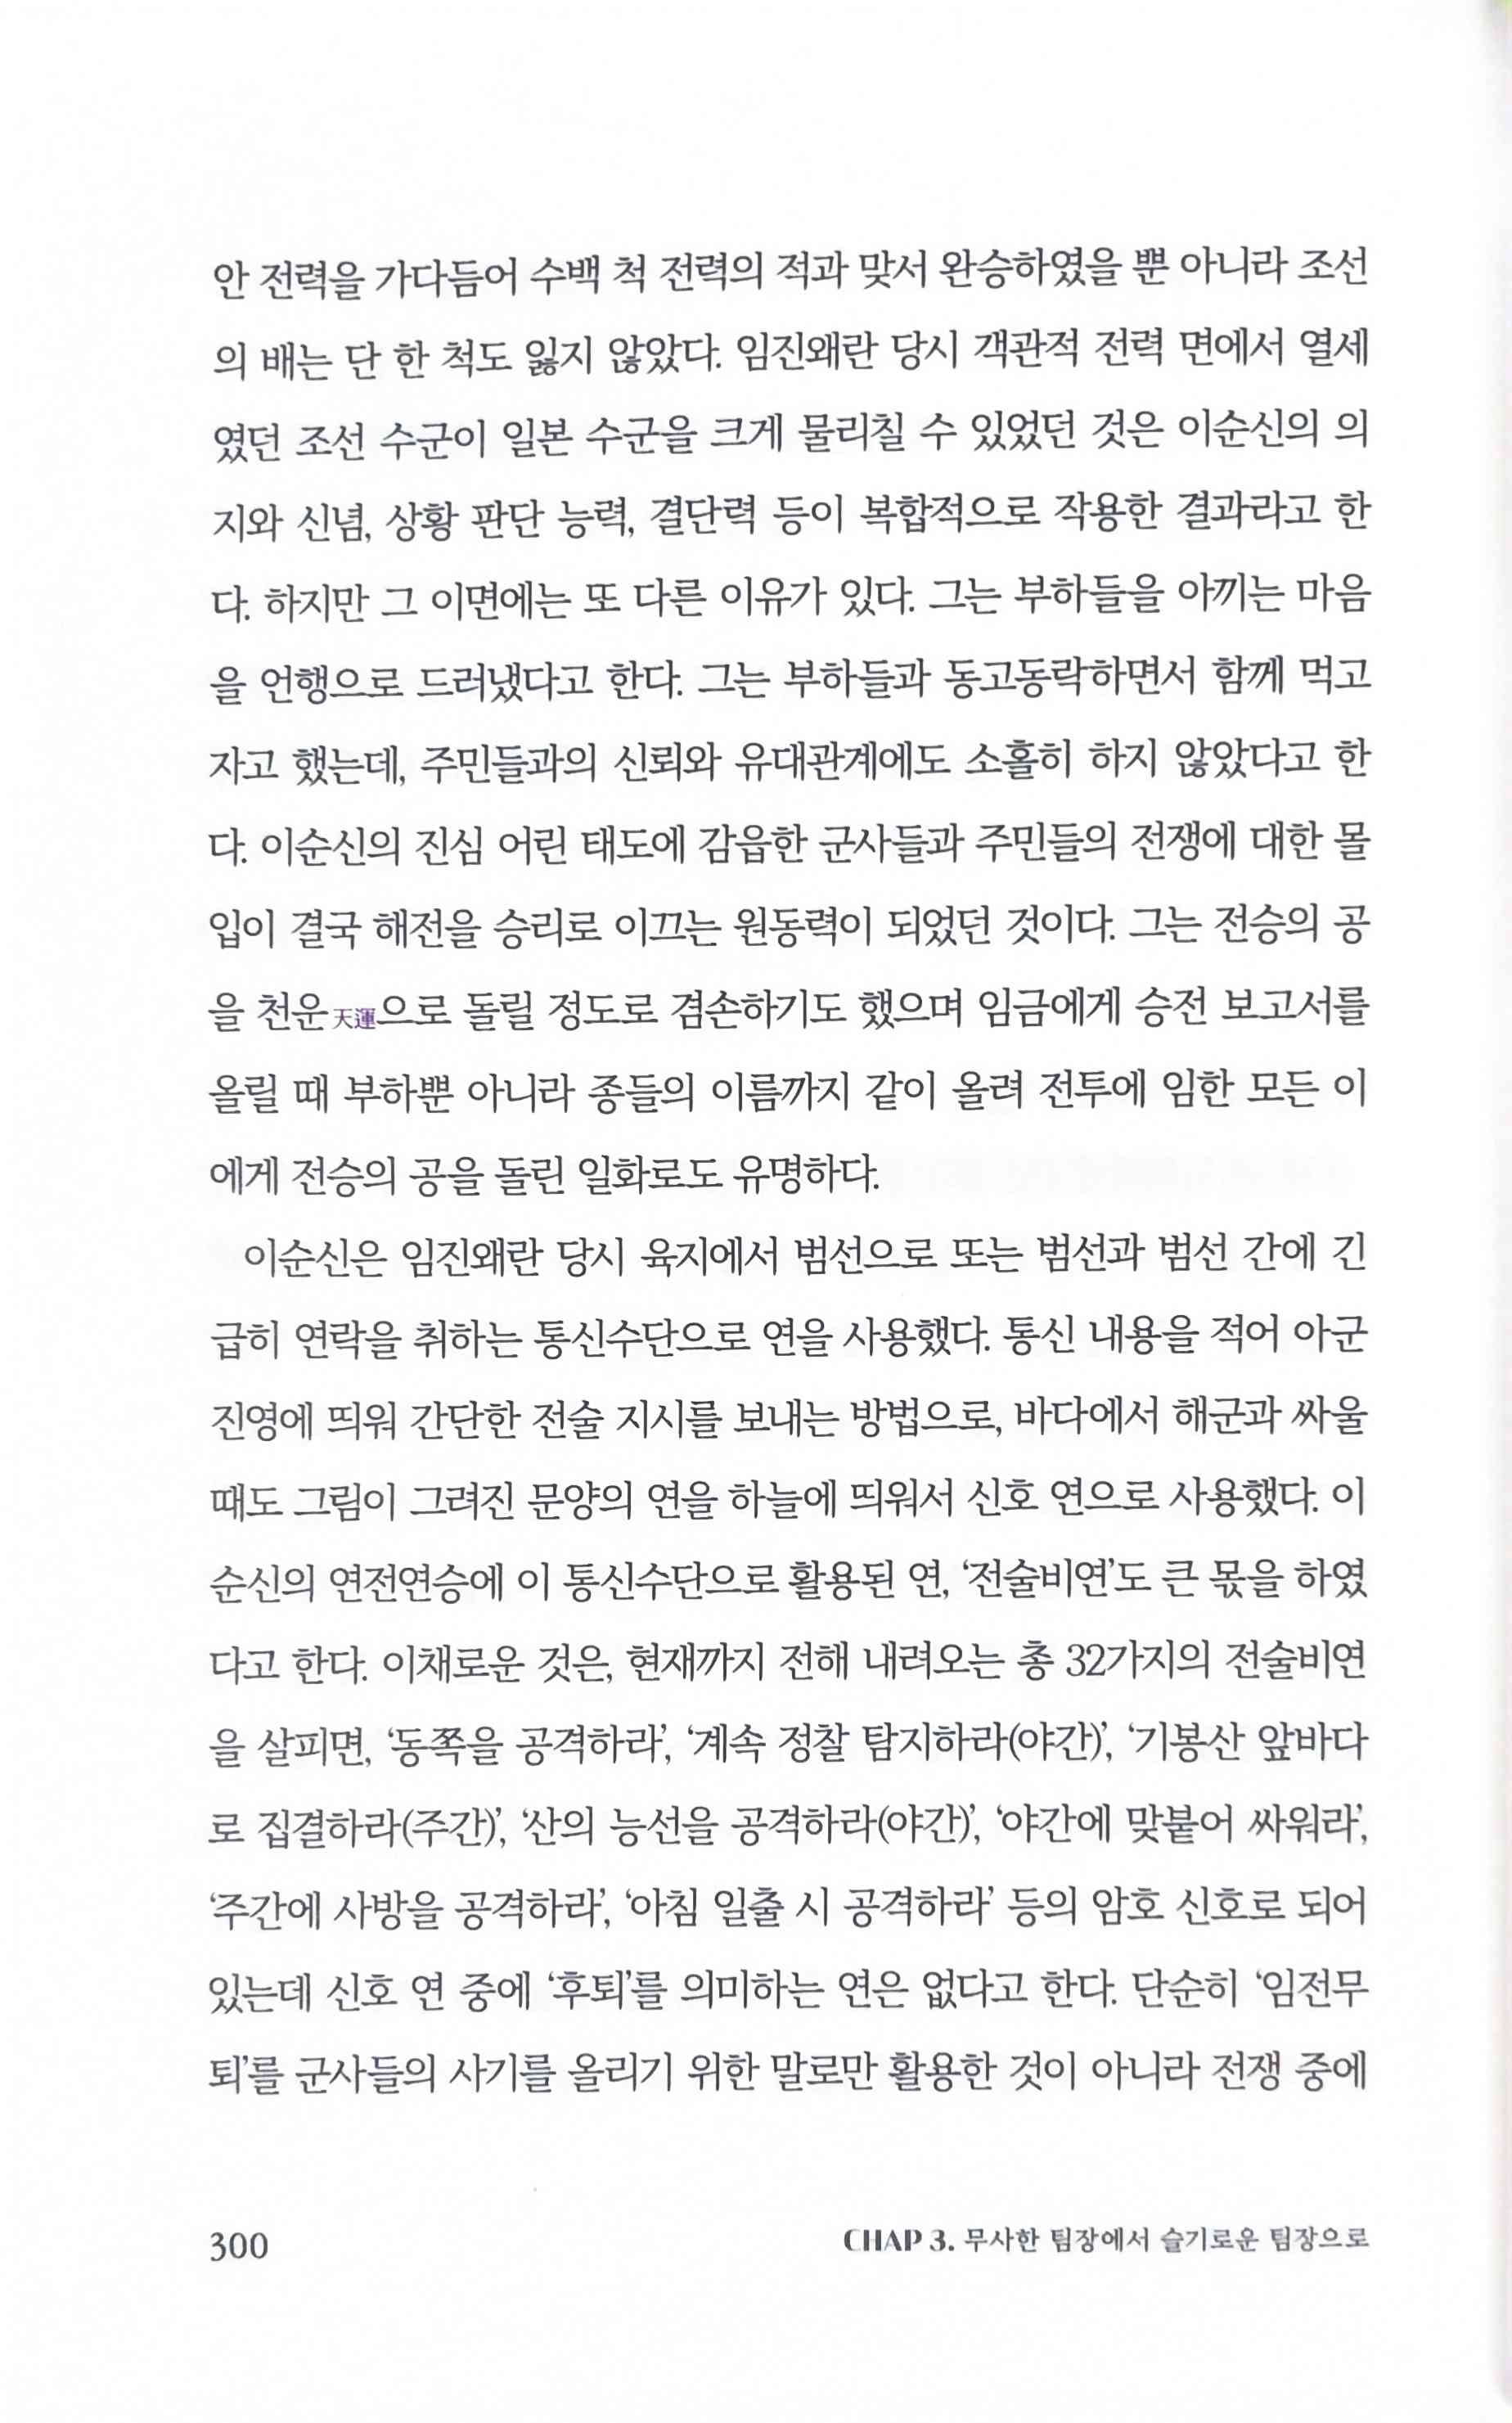 안 전력을 가다듬어 수백 척 전력의 적과 맞서 완승하였을 뿐 아니라 조선
의 배는 단 한 척도 잃지 않았다. 임진왜란 당시 객관적 전력 면에서 열세
였던 조선 수군이 일본 수군을 크게 물리칠 수 있었던 것은 이순신의 의
지와 신념, 상황 판단 능력, 결단력 등이 복합적으로 작용한 결과라고 한
다. 하지만 그 이면에는 또 다른 이유가 있다. 그는 부하들을 아끼는 마음
을 언행으로 드러냈다고 한다. 그는 부하들과 동고동락하면서 함께 먹고
자고 했는데, 주민들과의 신뢰와 유대관계에도 소홀히 하지 않았다고 한
다. 이순신의 진심 어린 태도에 감읍한 군사들과 주민들의 전쟁에 대한 몰
입이 결국 해전을 승리로 이끄는 원동력이 되었던 것이다. 그는 전승의 공
을 천운天運으로 돌릴 정도로 겸손하기도 했으며 임금에게 승전 보고서를
올릴 때 부하뿐 아니라 종들의 이름까지 같이 올려 전투에 임한 모든 이
에게 전승의 공을 돌린 일화로도 유명하다.
이순신은 임진왜란 당시 육지에서 범선으로 또는 범선과 범선 간에 긴
급히 연락을 취하는 통신수단으로 연을 사용했다. 통신 내용을 적어 아군
진영에 띄워 간단한 전술 지시를 보내는 방법으로, 바다에서 해군과 싸울
때도 그림이 그려진 문양의 연을 하늘에 띄워서 신호 연으로 사용했다. 이
순신의 연전연승에 이 통신수단으로 활용된 연, ‘전술비연’도 큰 몫을 하였
다고 한다. 이채로운 것은, 현재까지 전해 내려오는 총 32가지의 전술비연
을 살피면, ‘동쪽을 공격하라’, ‘계속 정찰 탐지하라(야간)’, ‘기봉산 앞바다
로 집결하라(주간)’, ‘산의 능선을 공격하라(야간)’, ‘야간에 맞붙어 싸워라’,
‘주간에 사방을 공격하라’, ‘아침 일출 시 공격하라’ 등의 암호 신호로 되어
있는데 신호 연 중에 ‘후퇴’를 의미하는 연은 없다고 한다. 단순히 ‘임전무
퇴’를 군사들의 사기를 올리기 위한 말로만 활용한 것이 아니라 전쟁 중에
300
CHAP 3. 무사한 팀장에서 슬기로운 팀장으로